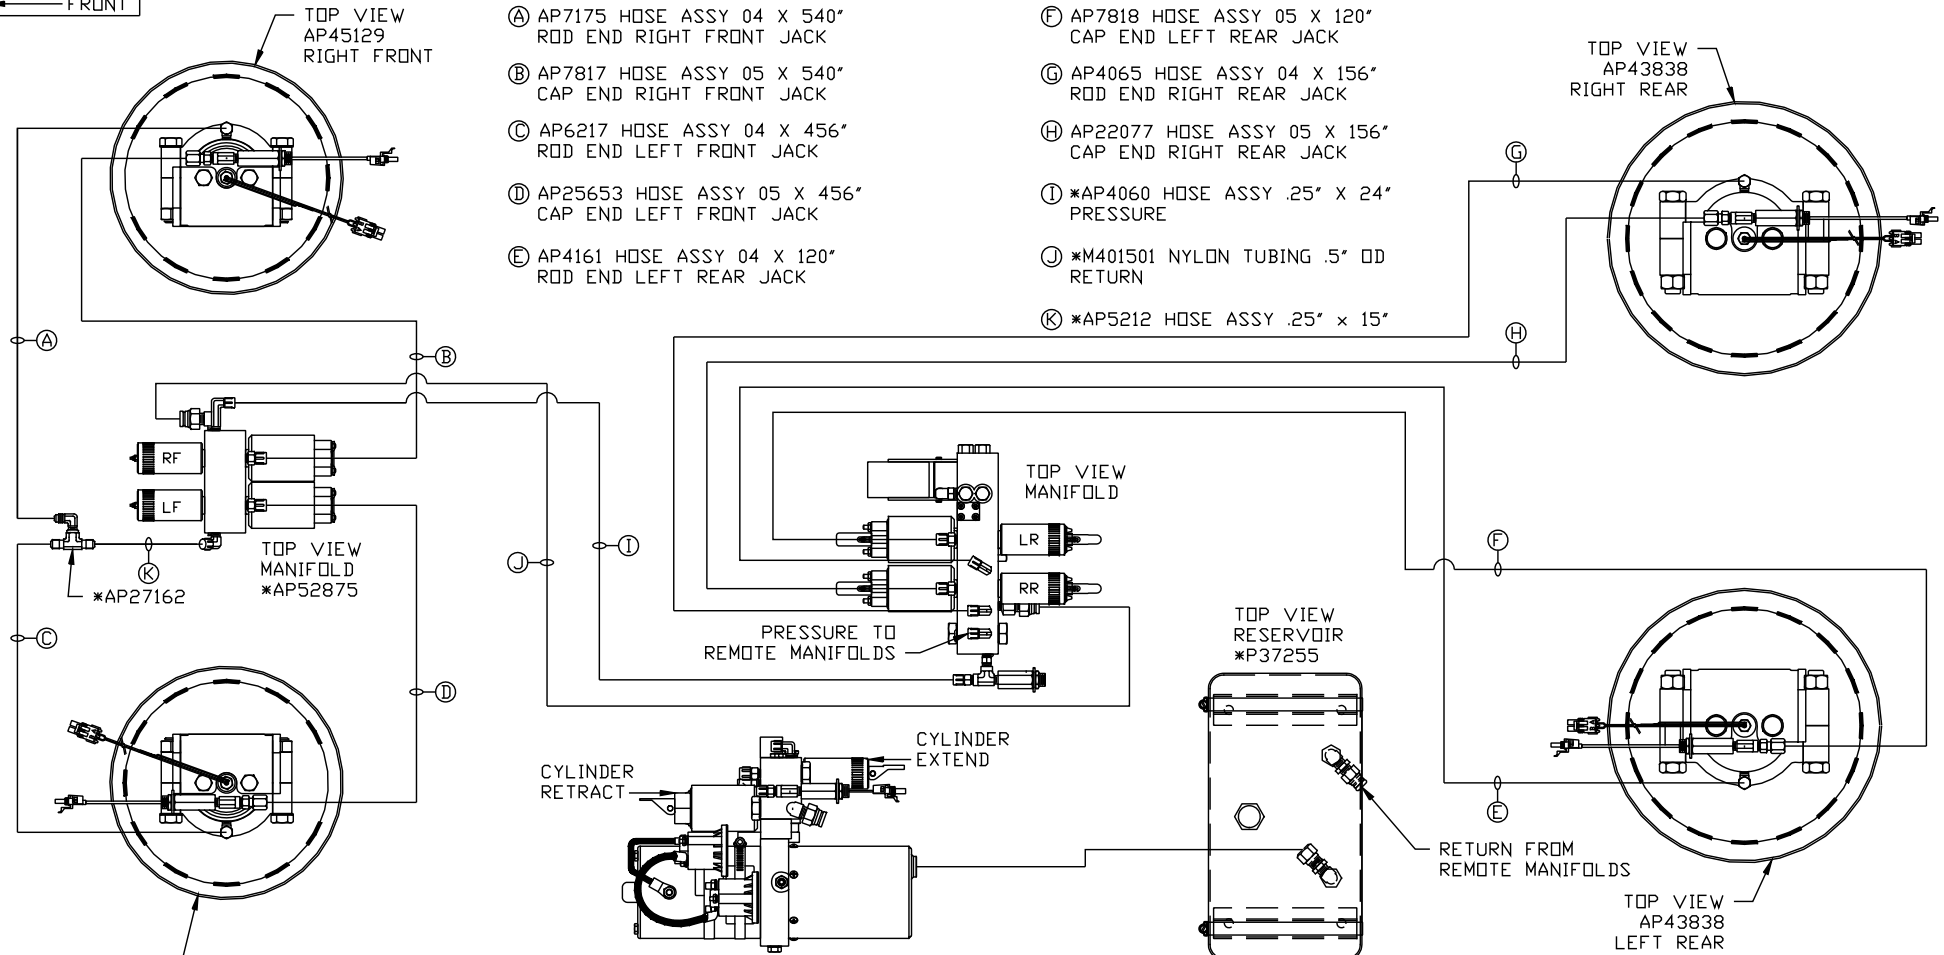 FRONT
TOP VIEW
AP45129
RIGHT FRONT
Ⓐ AP7175 HOSE ASSY 04 X 540"
ROD END RIGHT FRONT JACK
Ⓑ AP7817 HOSE ASSY 05 X 540"
CAP END RIGHT FRONT JACK
Ⓒ AP6217 HOSE ASSY 04 X 456"
ROD END LEFT FRONT JACK
Ⓓ AP25653 HOSE ASSY 05 X 456"
CAP END LEFT FRONT JACK
Ⓔ AP4161 HOSE ASSY 04 X 120"
ROD END LEFT REAR JACK
Ⓕ AP7818 HOSE ASSY 05 X 120"
CAP END LEFT REAR JACK
Ⓖ AP4065 HOSE ASSY 04 X 156"
ROD END RIGHT REAR JACK
Ⓗ AP22077 HOSE ASSY 05 X 156"
CAP END RIGHT REAR JACK
Ⓘ *AP4060 HOSE ASSY .25" X 24"
PRESSURE
Ⓙ *M401501 NYLON TUBING .5" OD
RETURN
Ⓚ *AP5212 HOSE ASSY .25" x 15"
TOP VIEW
AP43838
RIGHT REAR
Ⓖ
Ⓗ
Ⓐ
Ⓑ
RF
LF
TOP VIEW
MANIFOLD
*AP52875
Ⓚ
*AP27162
Ⓙ
Ⓘ
Ⓒ
Ⓓ
TOP VIEW
MANIFOLD
LR
RR
PRESSURE TO
REMOTE MANIFOLDS
Ⓕ
TOP VIEW
RESERVOIR
*P37255
CYLINDER
EXTEND
CYLINDER
RETRACT
Ⓔ
RETURN FROM
REMOTE MANIFOLDS
TOP VIEW
AP43838
LEFT REAR